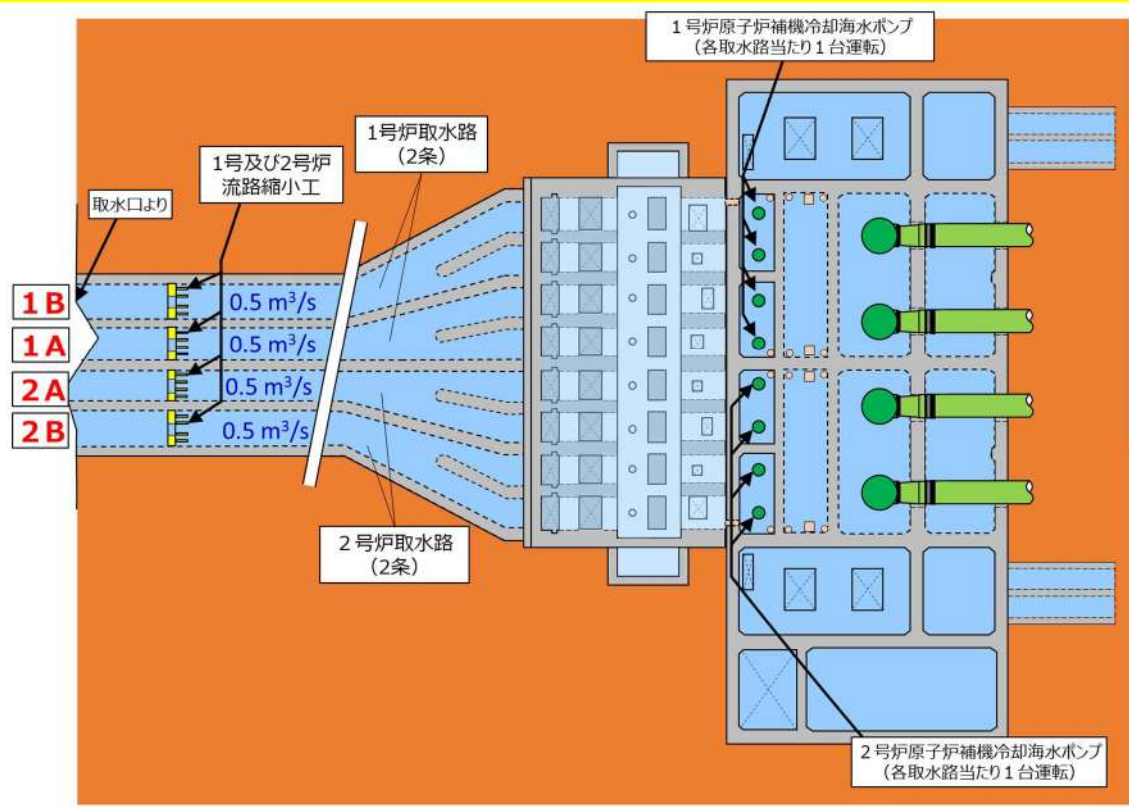 1号炉原子炉補機冷却海水ポンプ
(各取水路当たり1台運転)
1号炉取水路
(2条)
1号及び2号炉
流路縮小工
取水口より
1B
0.5 m³/s
1A
0.5 m³/s
2A
0.5 m³/s
2B
0.5 m³/s
2号炉取水路
(2条)
2号炉原子炉補機冷却海水ポンプ
(各取水路当たり1台運転)